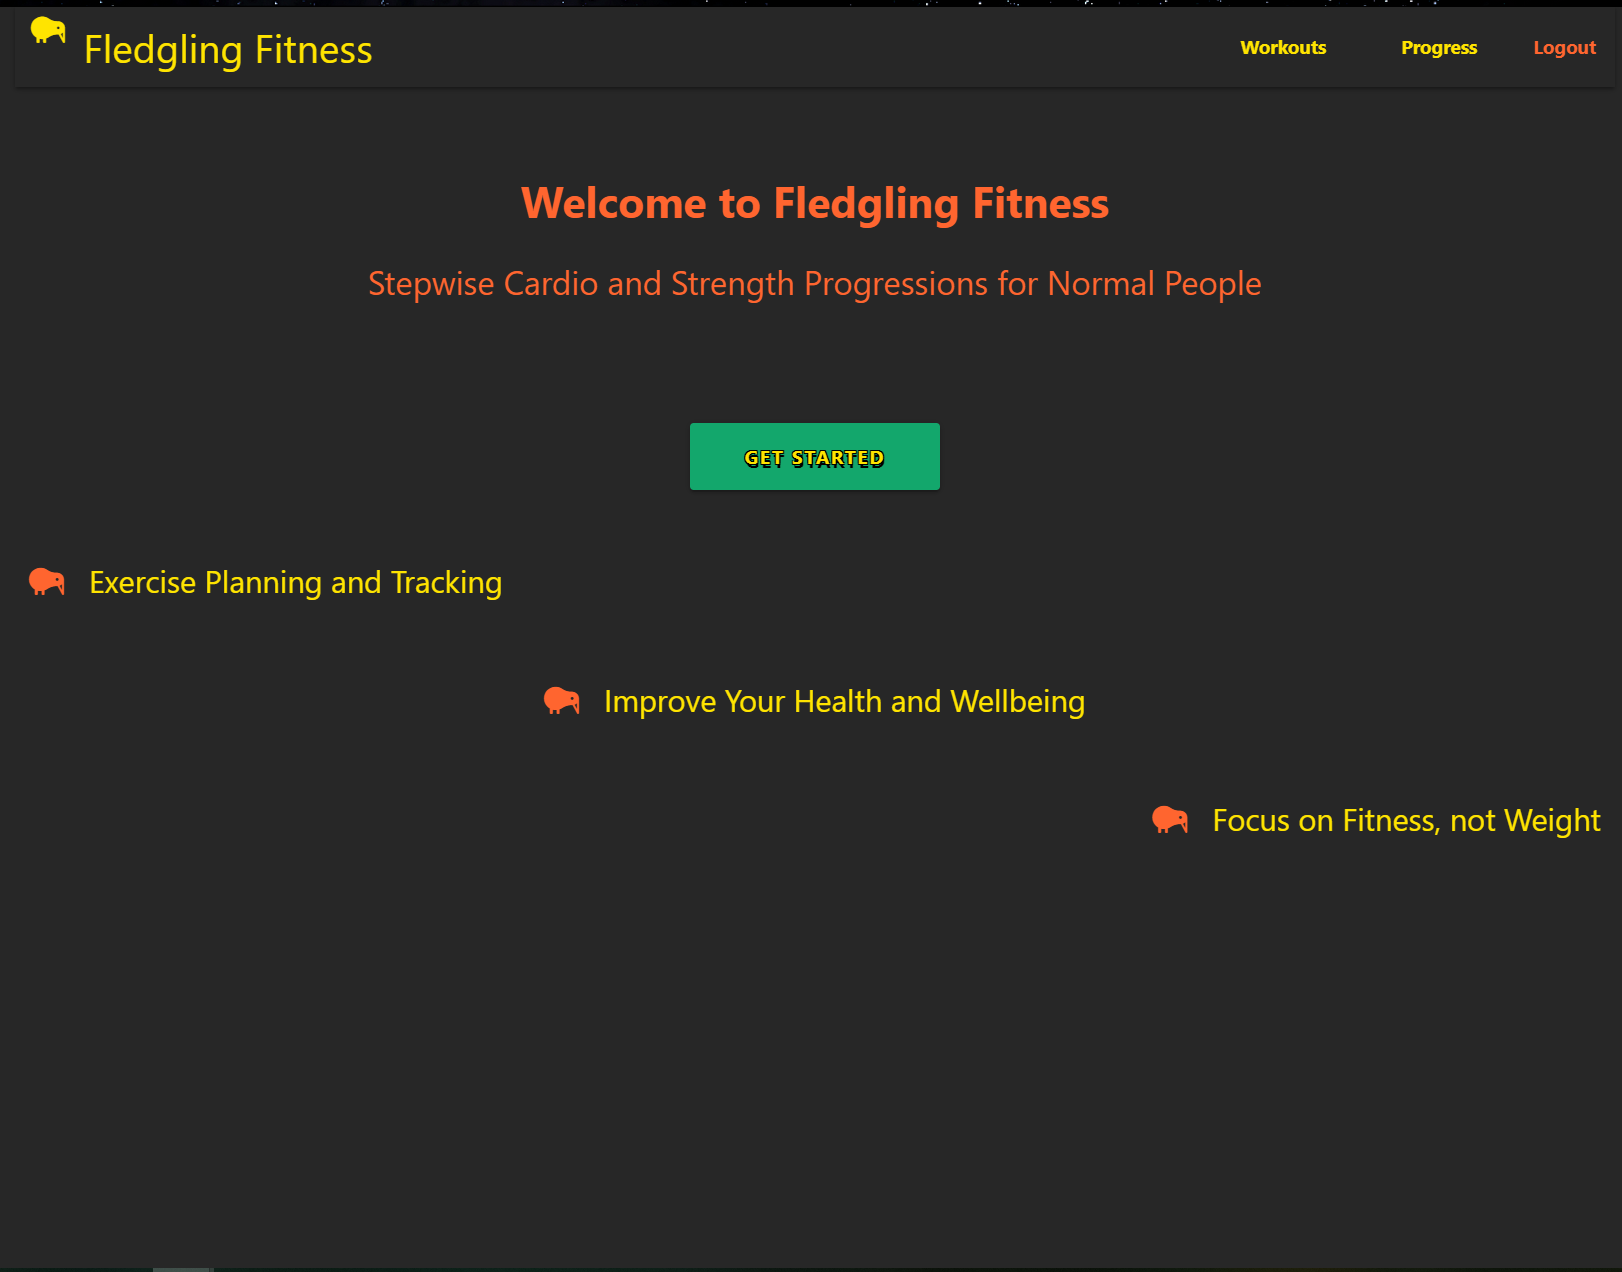 Fledgling Fitness
Workouts Progress Logout
Welcome to Fledgling Fitness
Stepwise Cardio and Strength Progressions for Normal People
GET STARTED
Exercise Planning and Tracking
Improve Your Health and Wellbeing
Focus on Fitness, not Weight